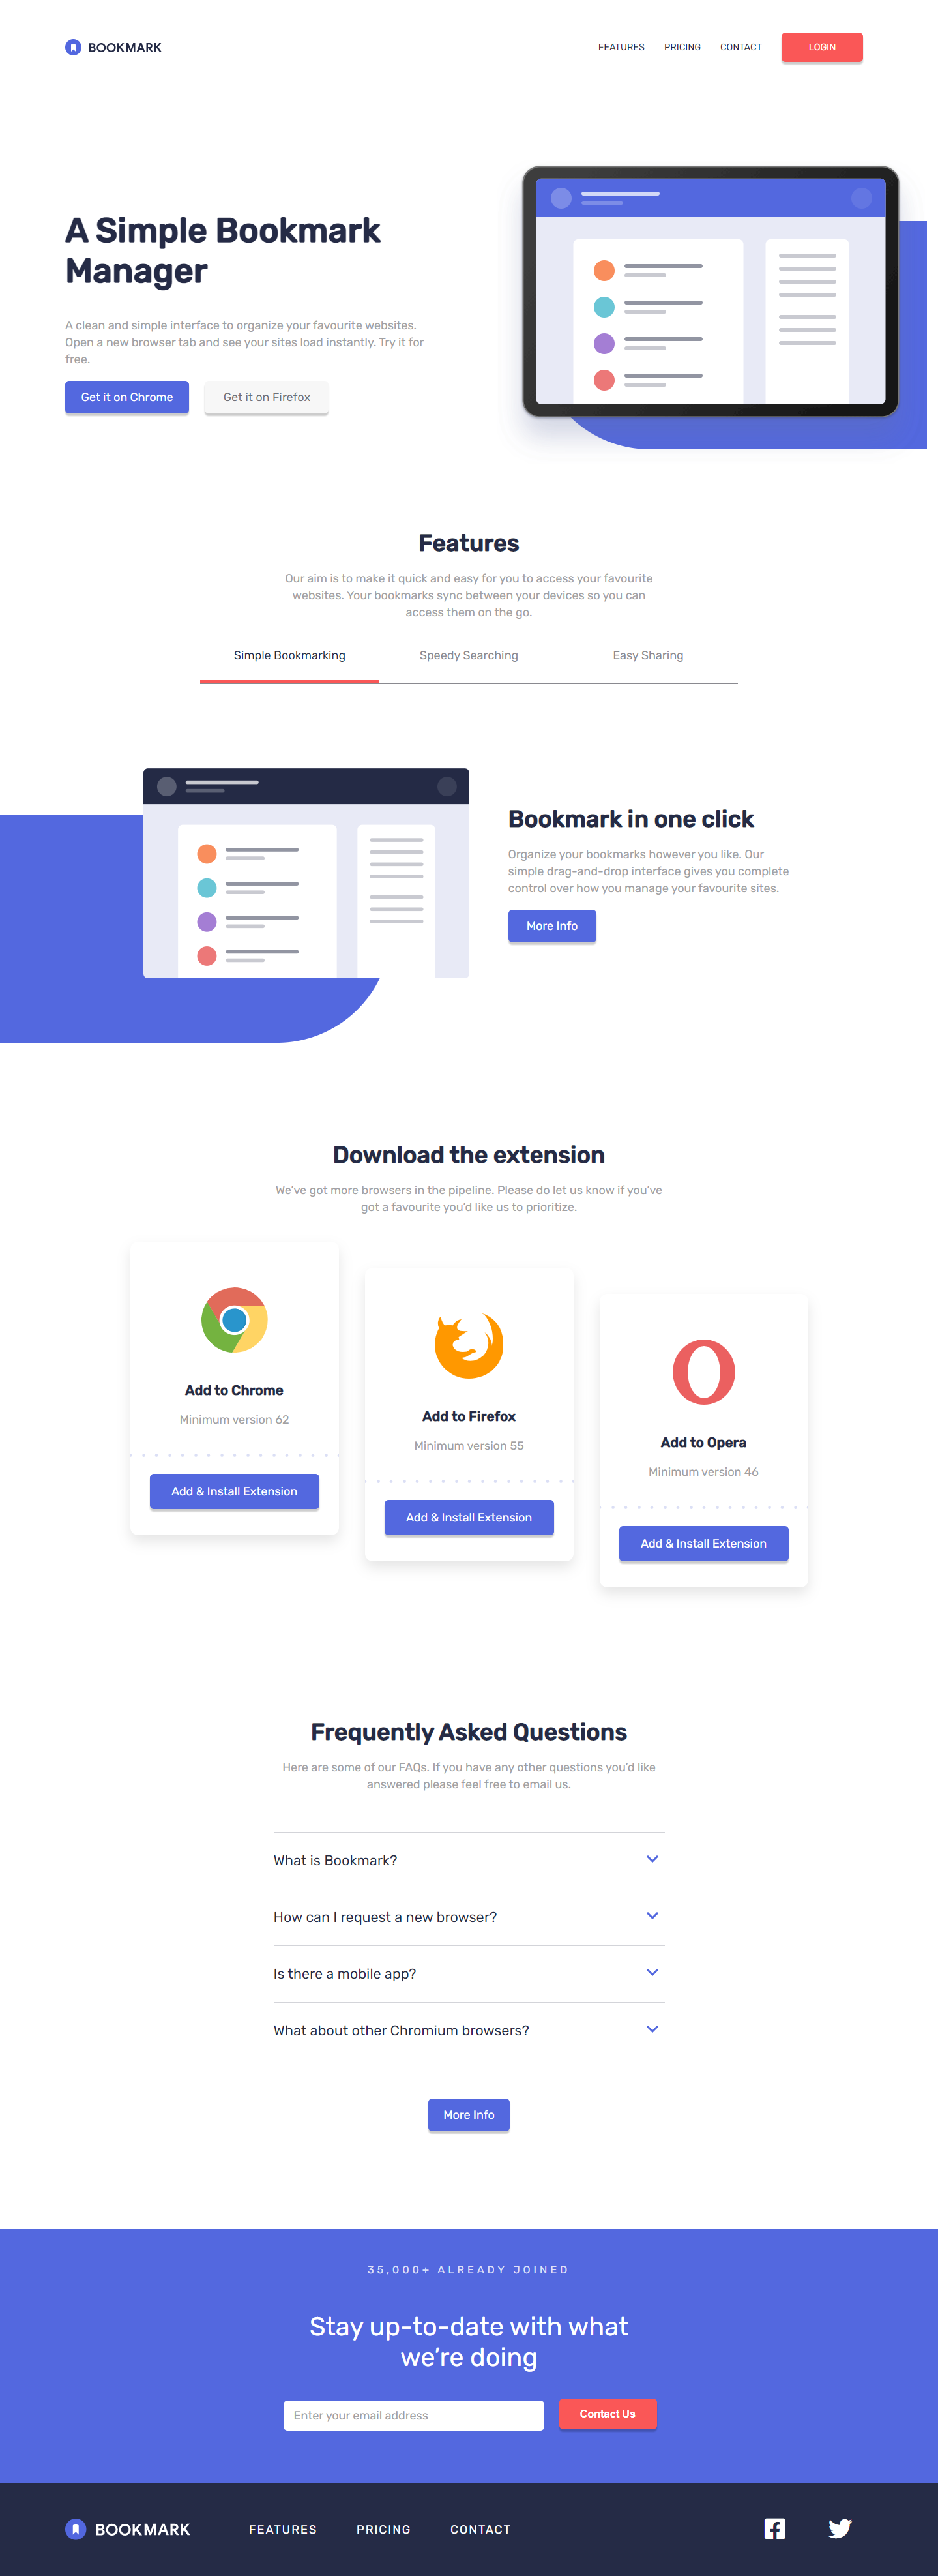 BOOKMARK
FEATURES PRICING CONTACT LOGIN
A Simple Bookmark
Manager
A clean and simple interface to organize your favourite websites.
Open a new browser tab and see your sites load instantly. Try it for
free.
Get it on Chrome Get it on Firefox
Features
Our aim is to make it quick and easy for you to access your favourite
websites. Your bookmarks sync between your devices so you can
access them on the go.
Simple Bookmarking Speedy Searching Easy Sharing
Bookmark in one click
Organize your bookmarks however you like. Our
simple drag-and-drop interface gives you complete
control over how you manage your favourite sites.
More Info
Download the extension
We've got more browsers in the pipeline. Please do let us know if you've
got a favourite you'd like us to prioritize.
Add to Chrome
Minimum version 62
Add & Install Extension
Add to Firefox
Minimum version 55
Add & Install Extension
Add to Opera
Minimum version 46
Add & Install Extension
Frequently Asked Questions
Here are some of our FAQs. If you have any other questions you'd like
answered please feel free to email us.
What is Bookmark?
How can I request a new browser?
Is there a mobile app?
What about other Chromium browsers?
More Info
35,000+ ALREADY JOINED
Stay up-to-date with what
we're doing
Enter your email address Contact Us
BOOKMARK FEATURES PRICING CONTACT